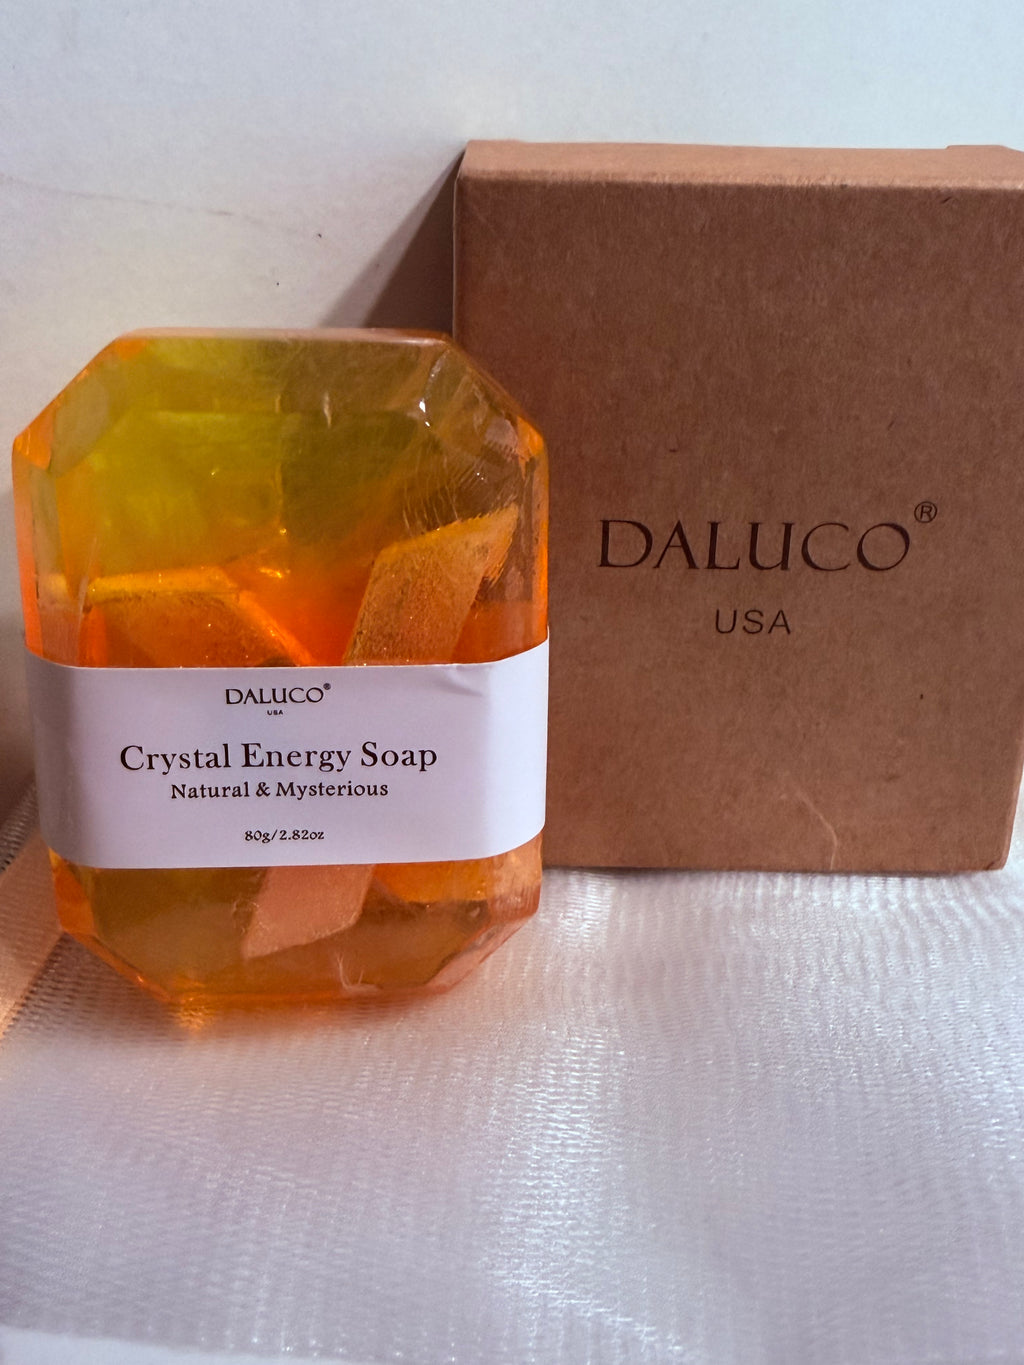 DALUCO®
USA
Crystal Energy Soap
Natural & Mysterious
80g/2.82oz
DALUCO®
USA